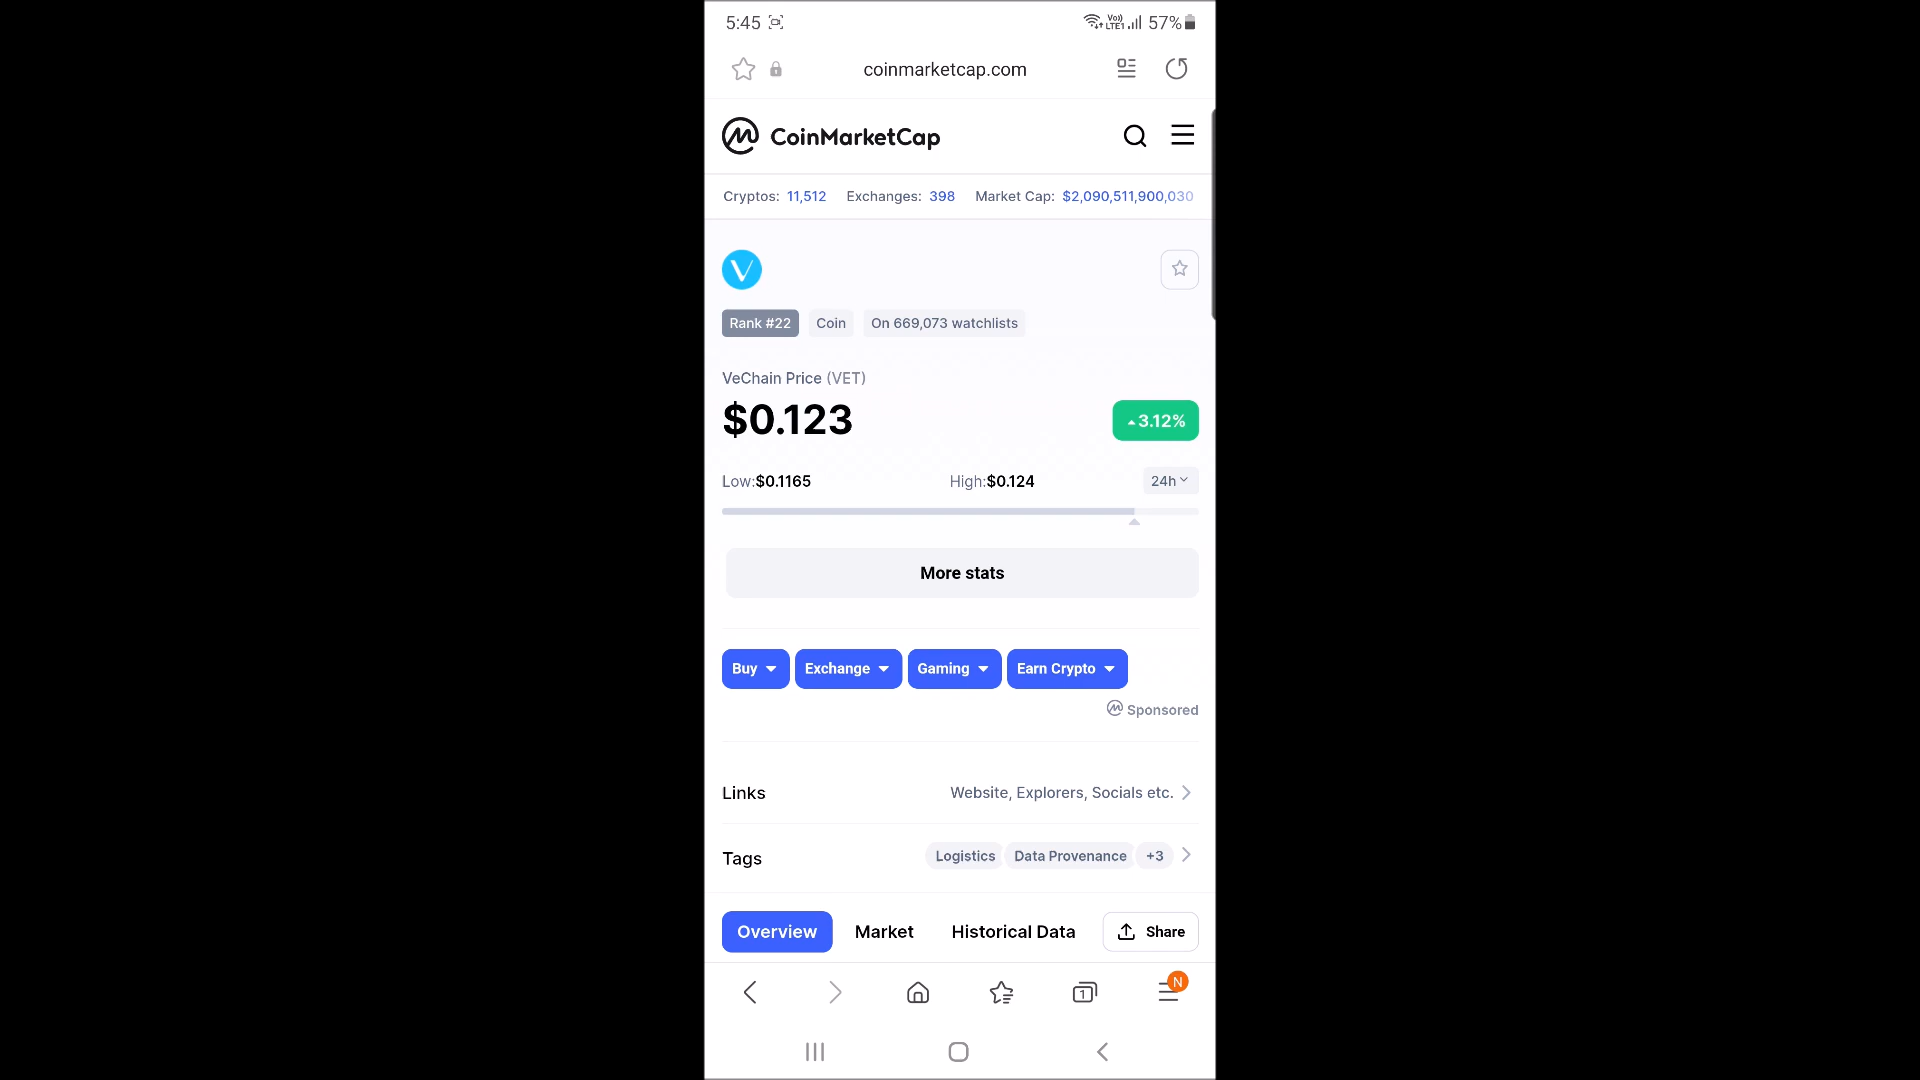 5:45 Vo)) LTE1 57%
coinmarketcap.com
CoinMarketCap
Cryptos: 11,512 Exchanges: 398 Market Cap: $2,090,511,900,030
Rank #22 Coin On 669,073 watchlists
VeChain Price (VET)
$0.123 3.12%
Low:$0.1165 High:$0.124 24h
More stats
Buy Exchange Gaming Earn Crypto
Sponsored
Links Website, Explorers, Socials etc.
Tags Logistics Data Provenance +3
Overview Market Historical Data Share
1 N